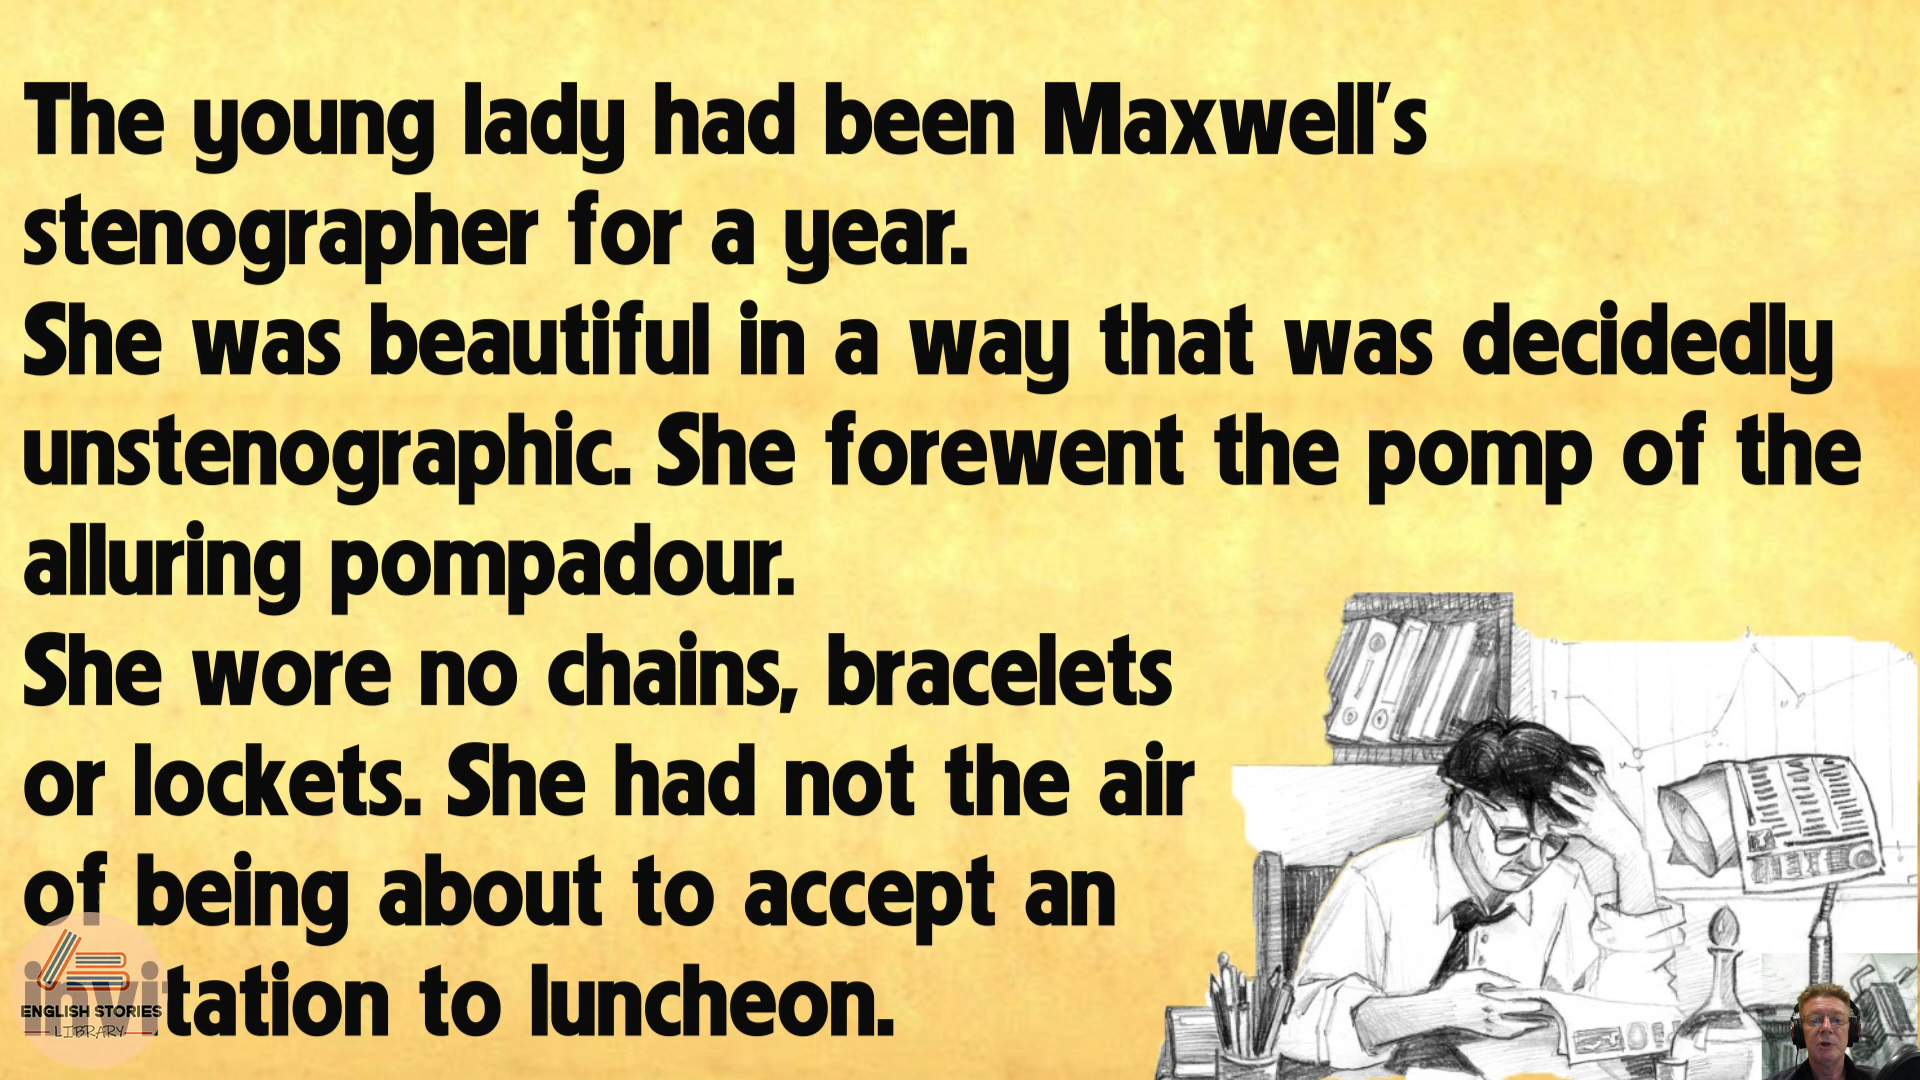 The young lady had been Maxwell's
stenographer for a year.
She was beautiful in a way that was decidedly
unstenographic. She forewent the pomp of the
alluring pompadour.
She wore no chains, bracelets
or lockets. She had not the air
of being about to accept an
invitation to luncheon.
ENGLISH STORIES
LIBRARY